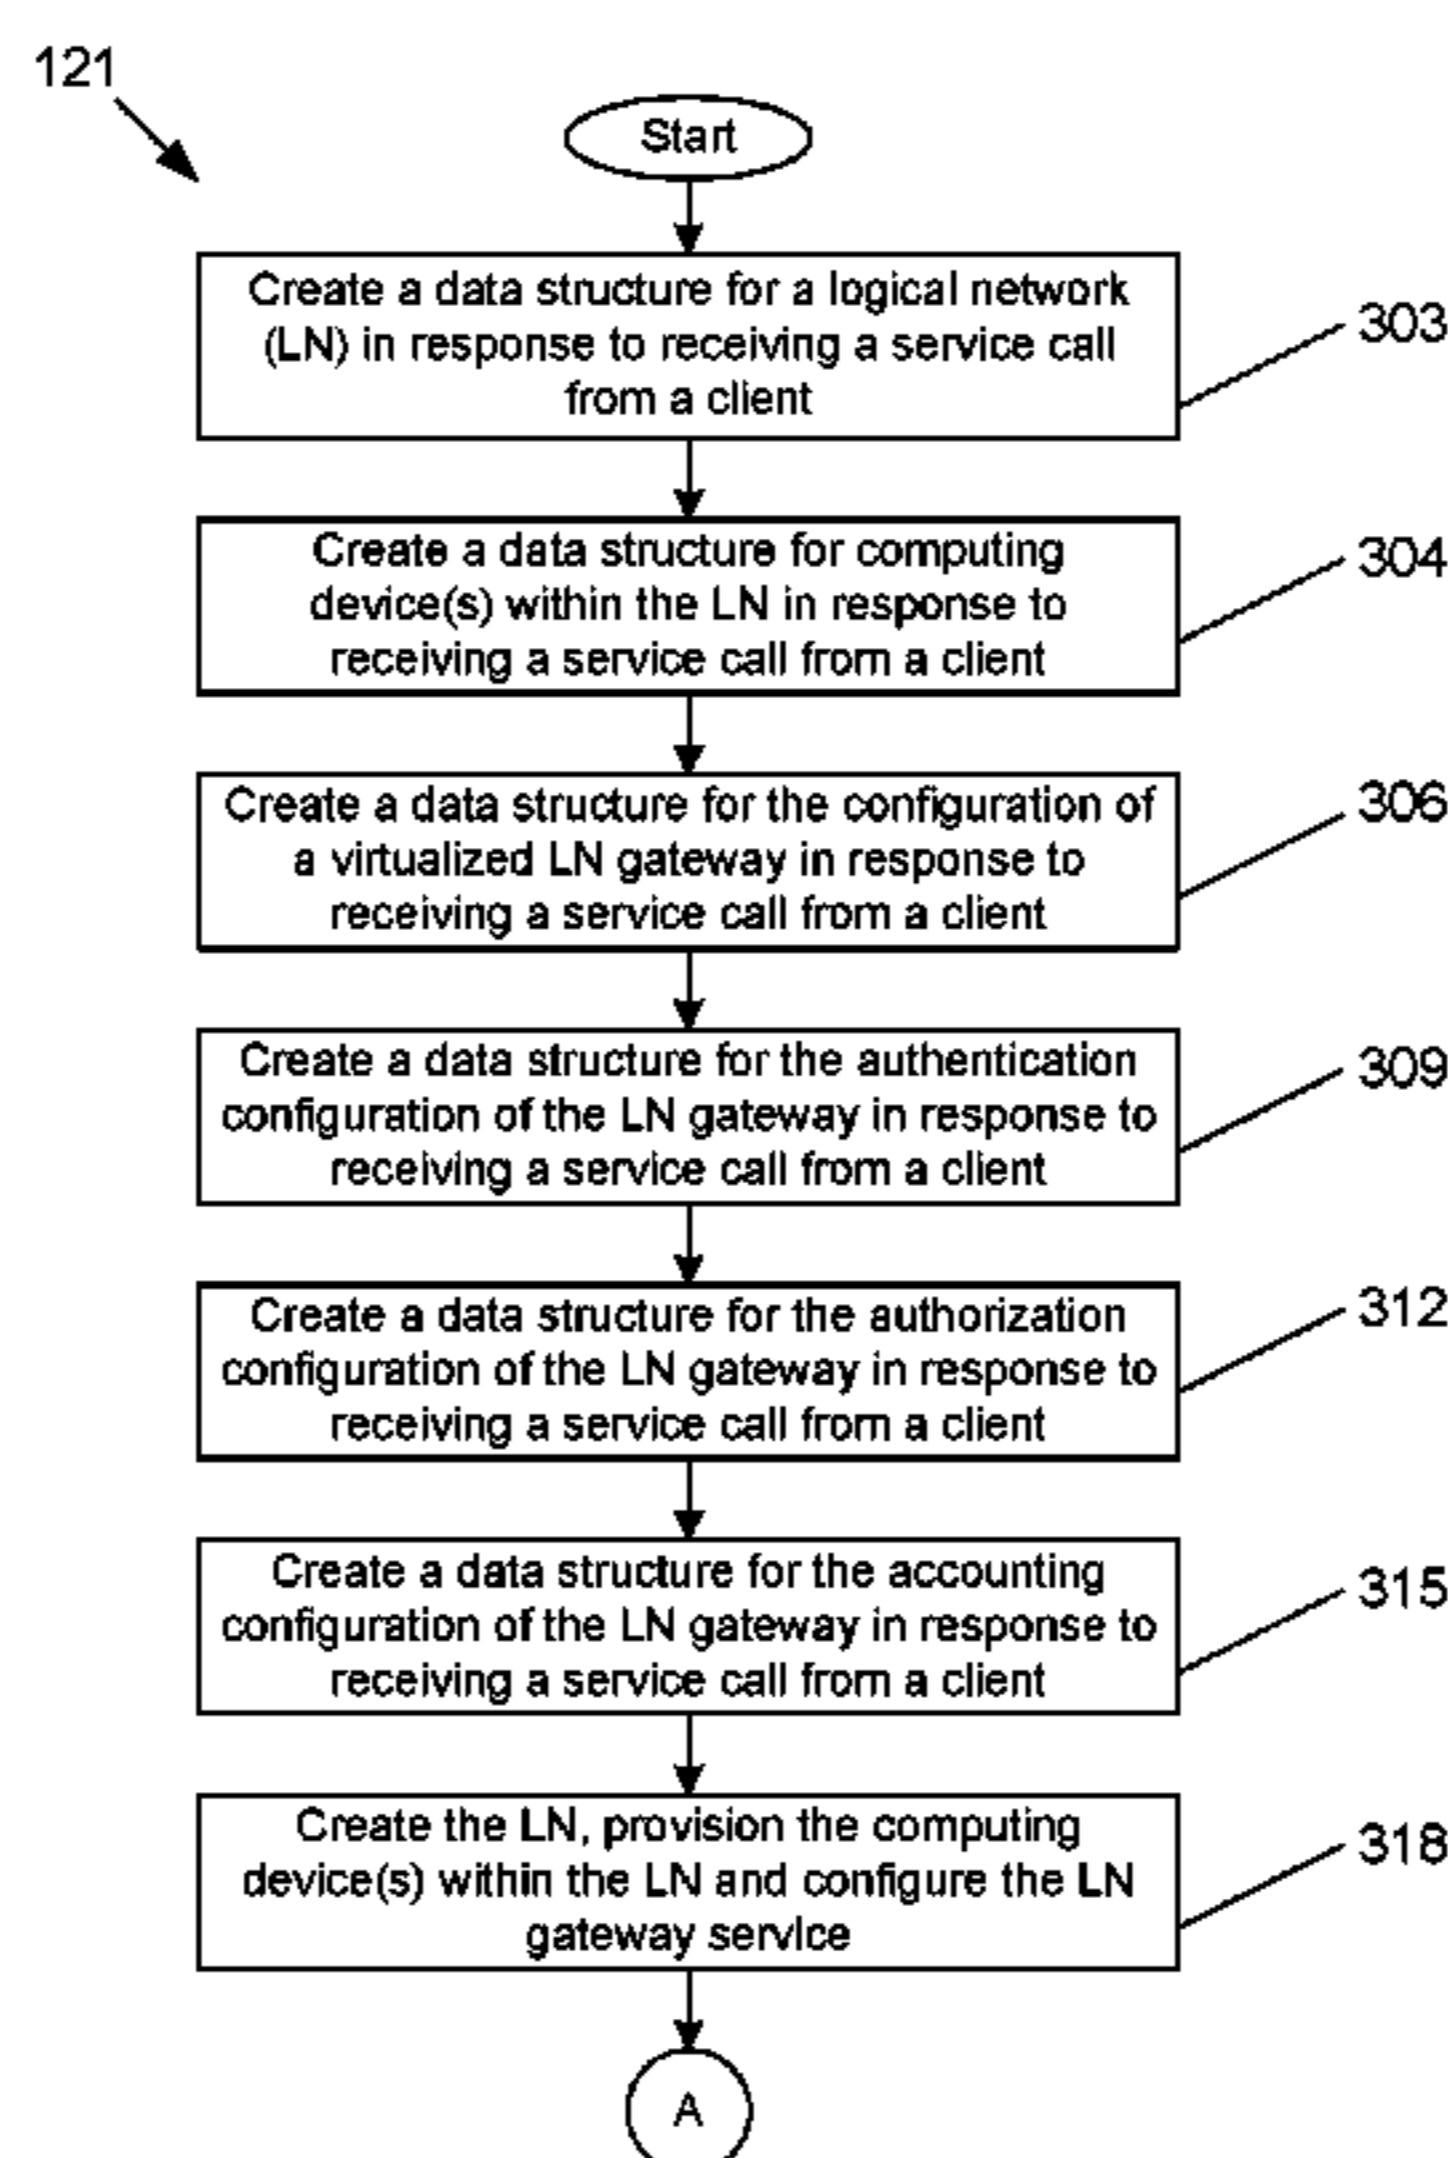 121
Start
Create a data structure for a logical network
(LN) in response to receiving a service call
from a client
303
Create a data structure for computing
device(s) within the LN in response to
receiving a service call from a client
304
Create a data structure for the configuration of
a virtualized LN gateway in response to
receiving a service call from a client
306
Create a data structure for the authentication
configuration of the LN gateway in response to
receiving a service call from a client
309
Create a data structure for the authorization
configuration of the LN gateway in response to
receiving a service call from a client
312
Create a data structure for the accounting
configuration of the LN gateway in response to
receiving a service call from a client
315
Create the LN, provision the computing
device(s) within the LN and configure the LN
gateway service
318
A